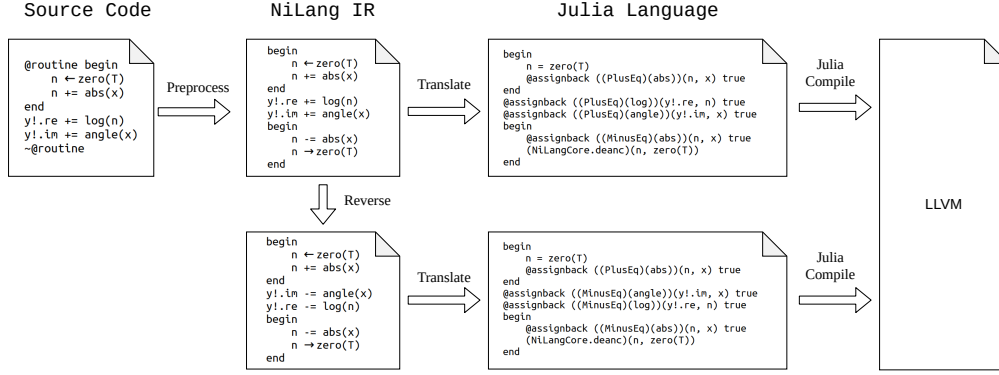 Source Code
NiLang IR
Julia Language
@routine begin
    n ←zero(T)
    n += abs(x)
end
y!.re += log(n)
y!.im += angle(x)
~@routine
Preprocess
begin
    n ←zero(T)
    n += abs(x)
end
y!.re += log(n)
y!.im += angle(x)
begin
    n -= abs(x)
    n →zero(T)
end
Translate
begin
    n = zero(T)
    @assignback ((PlusEq)(abs))(n, x) true
end
@assignback ((PlusEq)(log))(y!.re, n) true
@assignback ((PlusEq)(angle))(y!.im, x) true
begin
    @assignback ((MinusEq)(abs))(n, x) true
    (NiLangCore.deanc)(n, zero(T))
end
Julia
Compile
LLVM
Reverse
begin
    n ←zero(T)
    n += abs(x)
end
y!.im -= angle(x)
y!.re -= log(n)
begin
    n -= abs(x)
    n →zero(T)
end
Translate
begin
    n = zero(T)
    @assignback ((PlusEq)(abs))(n, x) true
end
@assignback ((MinusEq)(angle))(y!.im, x) true
@assignback ((MinusEq)(log))(y!.re, n) true
begin
    @assignback ((MinusEq)(abs))(n, x) true
    (NiLangCore.deanc)(n, zero(T))
end
Julia
Compile